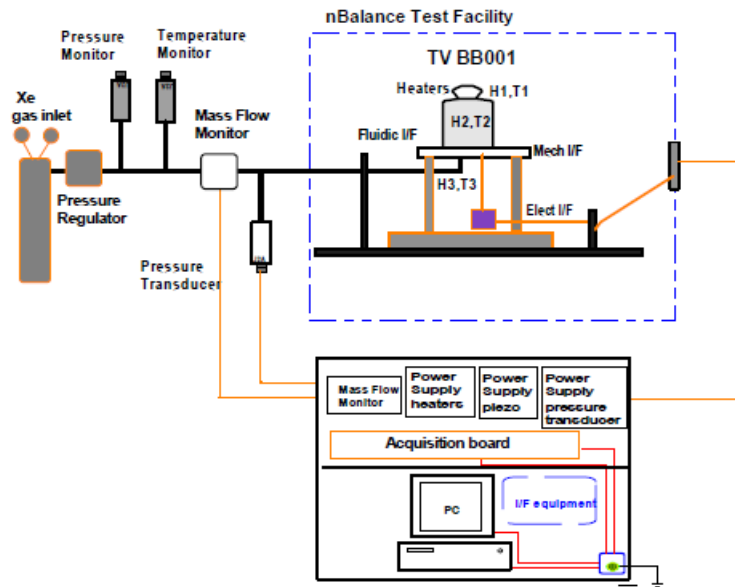 nBalance Test Facility
Pressure
Monitor
Temperature
Monitor
TV BB001
Xe
gas inlet
Mass Flow
Monitor
Heaters
H1,T1
H2,T2
Fluidic I/F
Mech I/F
H3,T3
Pressure
Regulator
Elect I/F
Pressure
Transducer
Mass Flow
Monitor
Power
Supply
heaters
Power
Supply
piezo
Power
Supply
pressure
transducer
Acquisition board
PC
I/F equipment